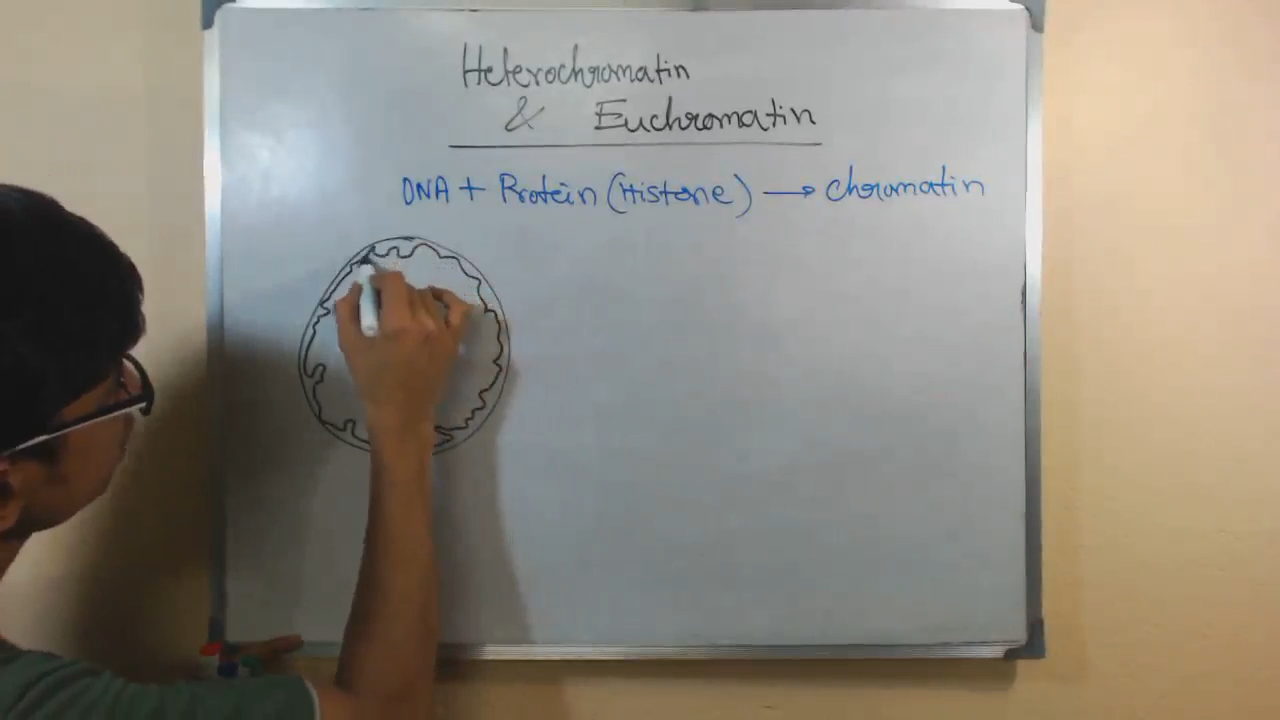 Heterochromatin
& Euchromatin
DNA + Protein (Histone) → chromatin